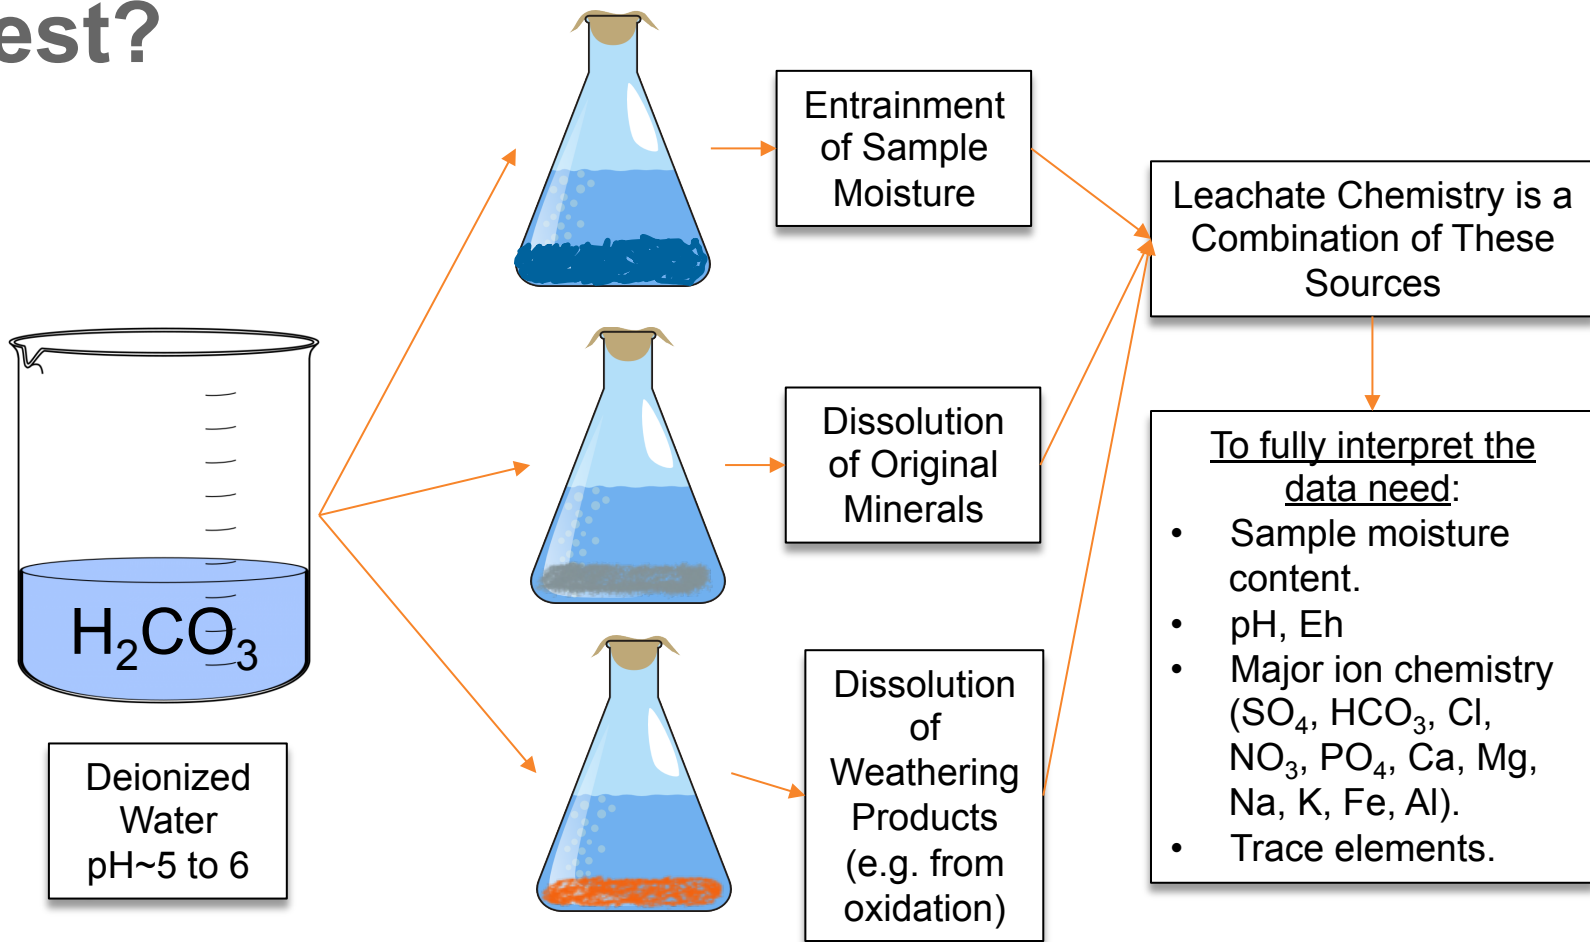 est?
H₂CO₃
Deionized
Water
pH~5 to 6
Entrainment
of Sample
Moisture
Dissolution
of Original
Minerals
Dissolution
of
Weathering
Products
(e.g. from
oxidation)
Leachate Chemistry is a
Combination of These
Sources
To fully interpret the
data need:
• Sample moisture
content.
• pH, Eh
• Major ion chemistry
(SO₄, HCO₃, Cl,
NO₃, PO₄, Ca, Mg,
Na, K, Fe, Al).
• Trace elements.